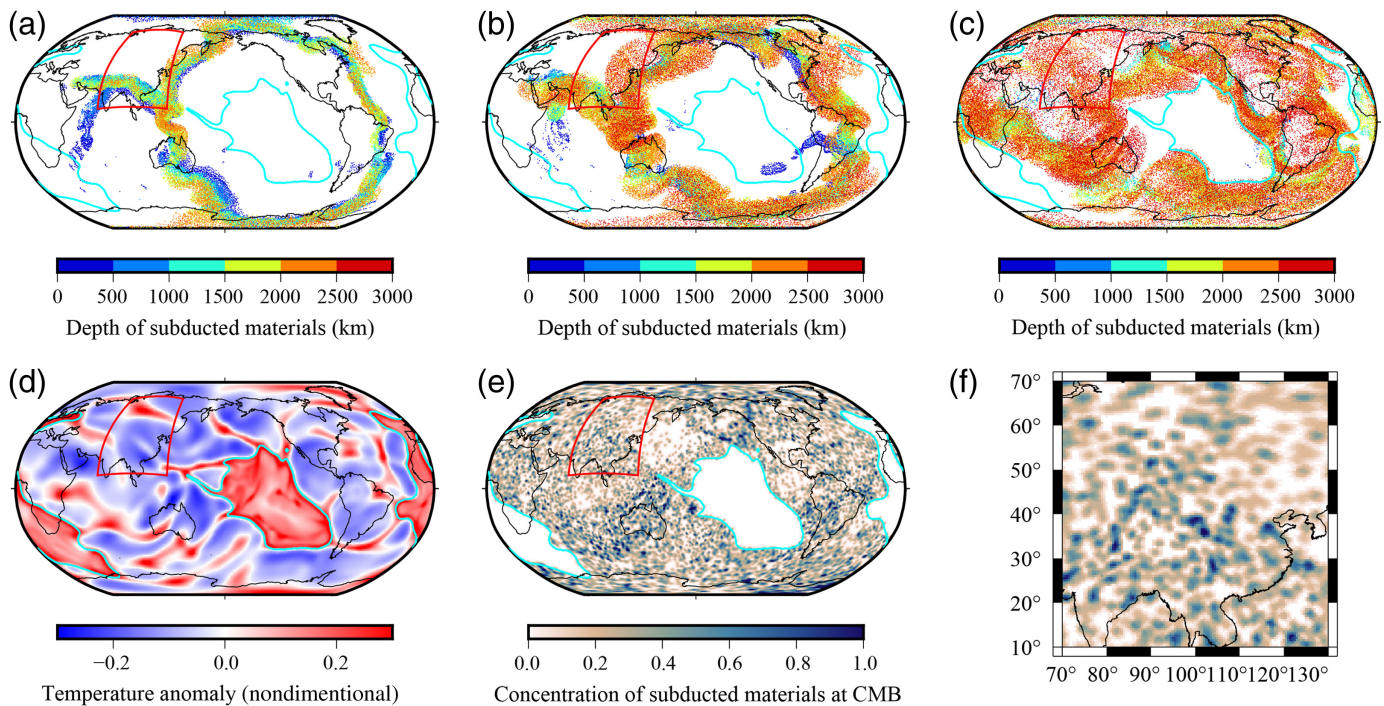 (a) (b) (c)
0 500 1000 1500 2000 2500 3000 0 500 1000 1500 2000 2500 3000 0 500 1000 1500 2000 2500 3000
Depth of subducted materials (km) Depth of subducted materials (km) Depth of subducted materials (km)
(d) (e) (f)
70°
60°
50°
40°
30°
20°
10°
70° 80° 90° 100° 110° 120° 130°
−0.2 0.0 0.2 0.0 0.2 0.4 0.6 0.8 1.0
Temperature anomaly (nondimentional) Concentration of subducted materials at CMB